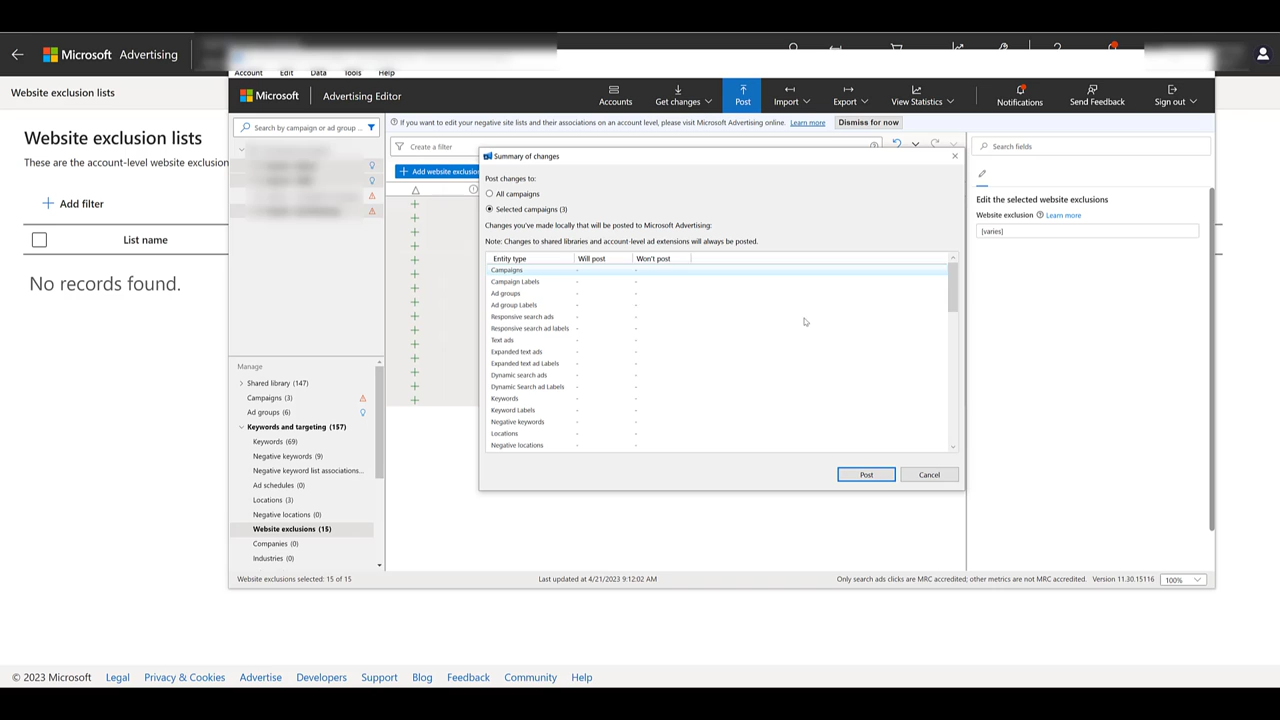 Microsoft Advertising
Account Edit Data Tools Help
Website exclusion lists
Microsoft Advertising Editor
Accounts Get changes Post Import Export View Statistics Notifications Send Feedback Sign out
Search by campaign or ad group ...
If you want to edit your negative site lists and their associations on an account level, please visit Microsoft Advertising online. Learn more Dismiss for now
Website exclusion lists
Create a filter
Search fields
These are the account-level website exclusion
Add website exclusion
Summary of changes
Post changes to:
All campaigns
Selected campaigns (3)
Changes you've made locally that will be posted to Microsoft Advertising:
Note: Changes to shared libraries and account-level ad extensions will always be posted.
Edit the selected website exclusions
Website exclusion Learn more
[varies]
Add filter
List name
No records found.
Entity type Will post Won't post
Campaigns - -
Campaign Labels - -
Ad groups - -
Ad group Labels - -
Responsive search ads - -
Responsive search ad labels - -
Text ads - -
Expanded text ads - -
Expanded text ad Labels - -
Dynamic search ads - -
Dynamic Search ad Labels - -
Keywords - -
Keyword Labels - -
Negative keywords - -
Locations - -
Negative locations - -
Post Cancel
Manage
Shared library (147)
Campaigns (3)
Ad groups (6)
Keywords and targeting (157)
Keywords (69)
Negative keywords (9)
Negative keyword list associations...
Ad schedules (0)
Locations (3)
Negative locations (0)
Website exclusions (15)
Companies (0)
Industries (0)
Website exclusions selected: 15 of 15 Last updated at 4/21/2023 9:12:02 AM Only search ads clicks are MRC accredited; other metrics are not MRC accredited. Version 11.30.15116 100%
© 2023 Microsoft Legal Privacy & Cookies Advertise Developers Support Blog Feedback Community Help